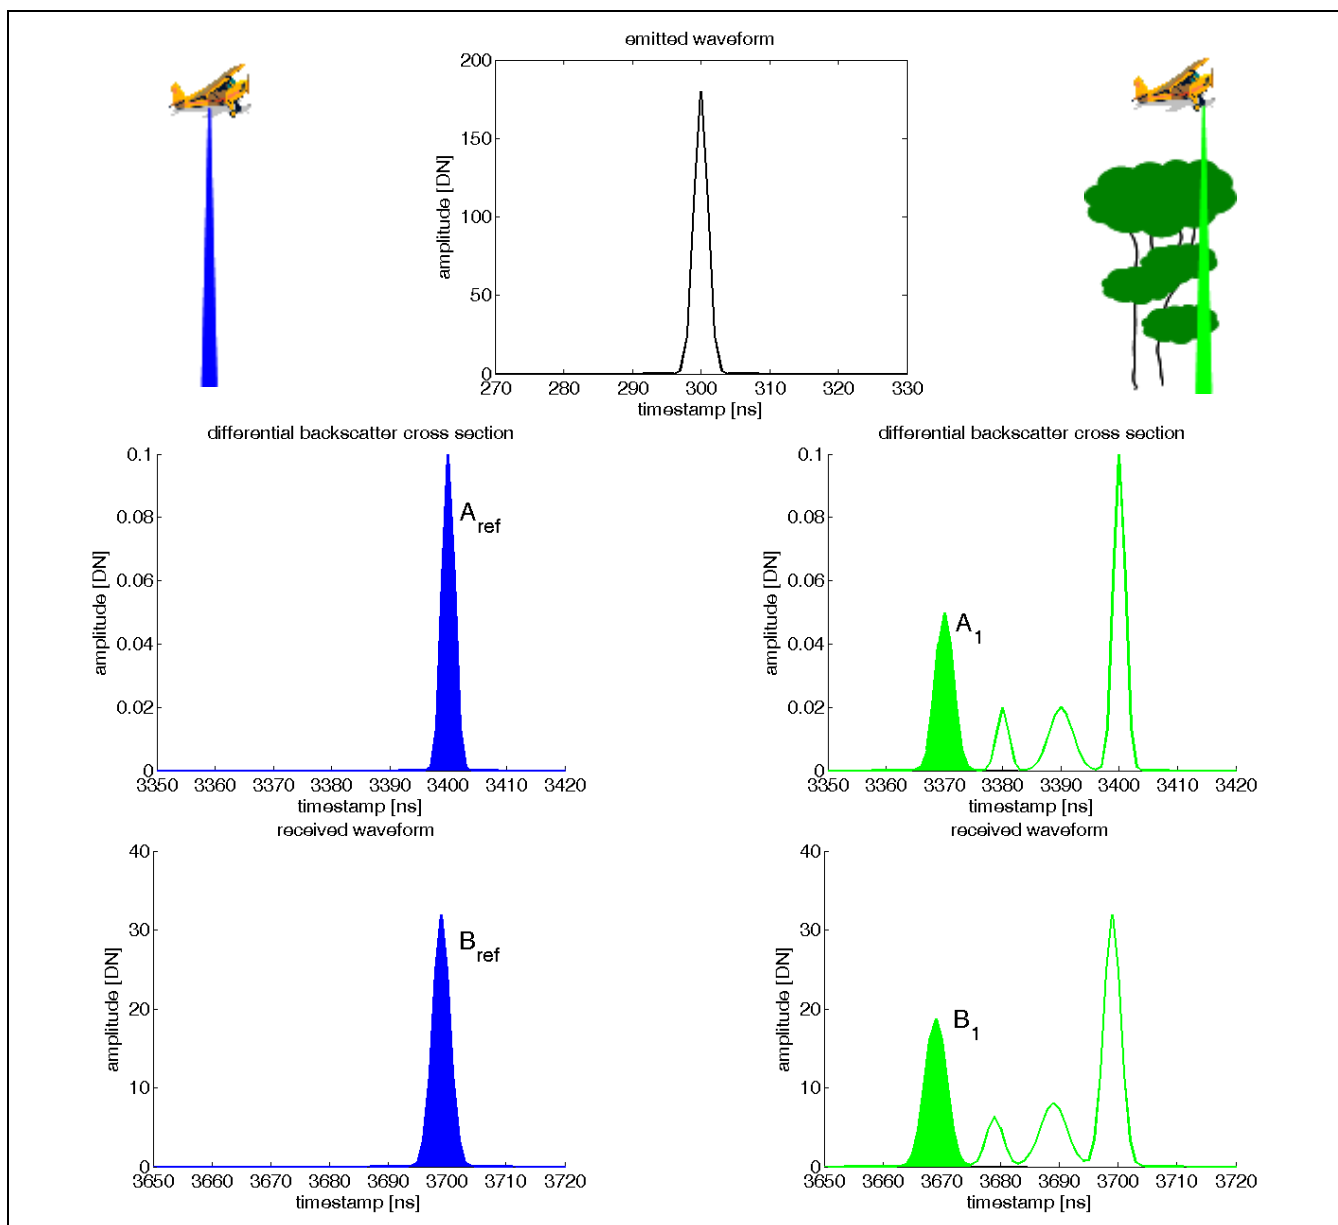 emitted waveform
200
150
100
50
0
amplitude [DN]
270 280 290 300 310 320 330
timestamp [ns]
differential backscatter cross section
0.1
0.08
0.06
0.04
0.02
0
amplitude [DN]
A_ref
3350 3360 3370 3380 3390 3400 3410 3420
timestamp [ns]
differential backscatter cross section
0.1
0.08
0.06
0.04
0.02
0
amplitude [DN]
A_1
3350 3360 3370 3380 3390 3400 3410 3420
timestamp [ns]
received waveform
40
30
20
10
0
amplitude [DN]
B_ref
3650 3660 3670 3680 3690 3700 3710 3720
timestamp [ns]
received waveform
40
30
20
10
0
amplitude [DN]
B_1
3650 3660 3670 3680 3690 3700 3710 3720
timestamp [ns]